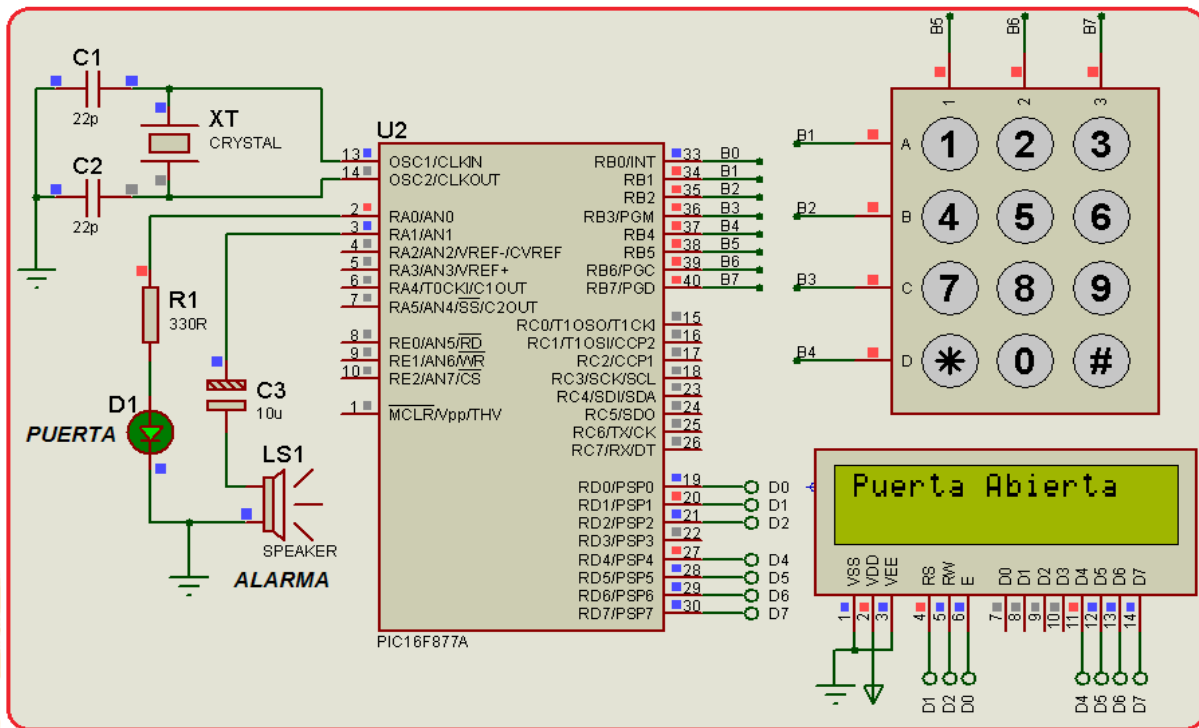 C1
22p
XT
CRYSTAL
C2
22p
R1
330R
D1
PUERTA
C3
10u
LS1
SPEAKER
ALARMA
U2
13 OSC1/CLKIN
14 OSC2/CLKOUT
2 RA0/AN0
3 RA1/AN1
4 RA2/AN2/VREF-/CVREF
5 RA3/AN3/VREF+
6 RA4/T0CKI/C1OUT
7 RA5/AN4/SS/C2OUT
8 RE0/AN5/RD
9 RE1/AN6/WR
10 RE2/AN7/CS
1 MCLR/Vpp/THV
RB0/INT 33 B0
RB1 34 B1
RB2 35 B2
RB3/PGM 36 B3
RB4 37 B4
RB5 38 B5
RB6/PGC 39 B6
RB7/PGD 40 B7
RC0/T1OSO/T1CKI 15
RC1/T1OSI/CCP2 16
RC2/CCP1 17
RC3/SCK/SCL 18
RC4/SDI/SDA 23
RC5/SDO 24
RC6/TX/CK 25
RC7/RX/DT 26
RD0/PSP0 19 D0
RD1/PSP1 20 D1
RD2/PSP2 21 D2
RD3/PSP3 22
RD4/PSP4 27 D4
RD5/PSP5 28 D5
RD6/PSP6 29 D6
RD7/PSP7 30 D7
PIC16F877A
B5 B6 B7
1 2 3
B1 A 1 2 3
B2 B 4 5 6
B3 C 7 8 9
B4 D * 0 #
Puerta Abierta
VSS VDD VEE RS RW E D0 D1 D2 D3 D4 D5 D6 D7
1 2 3 4 5 6 7 8 9 10 11 12 13 14
D1 D2 D0 D4 D5 D6 D7